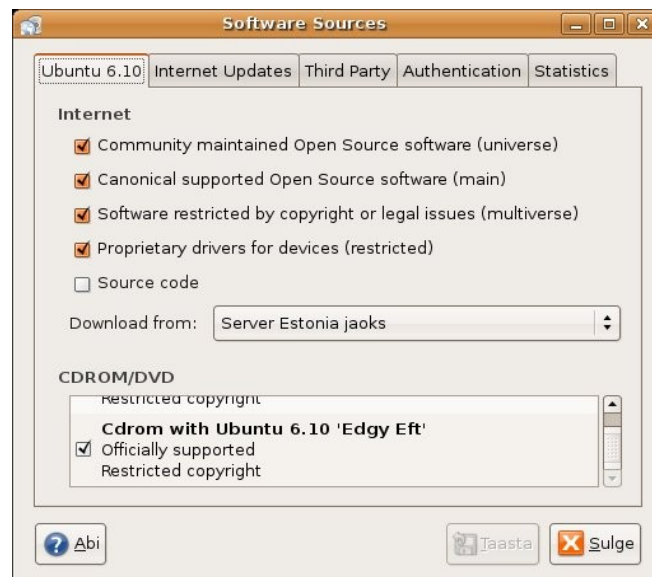 Software Sources
Ubuntu 6.10 Internet Updates Third Party Authentication Statistics
Internet
Community maintained Open Source software (universe)
Canonical supported Open Source software (main)
Software restricted by copyright or legal issues (multiverse)
Proprietary drivers for devices (restricted)
Source code
Download from: Server Estonia jaoks
CDROM/DVD
Restricted copyright
Cdrom with Ubuntu 6.10 'Edgy Eft'
Officially supported
Restricted copyright
Abi Taasta Sulge